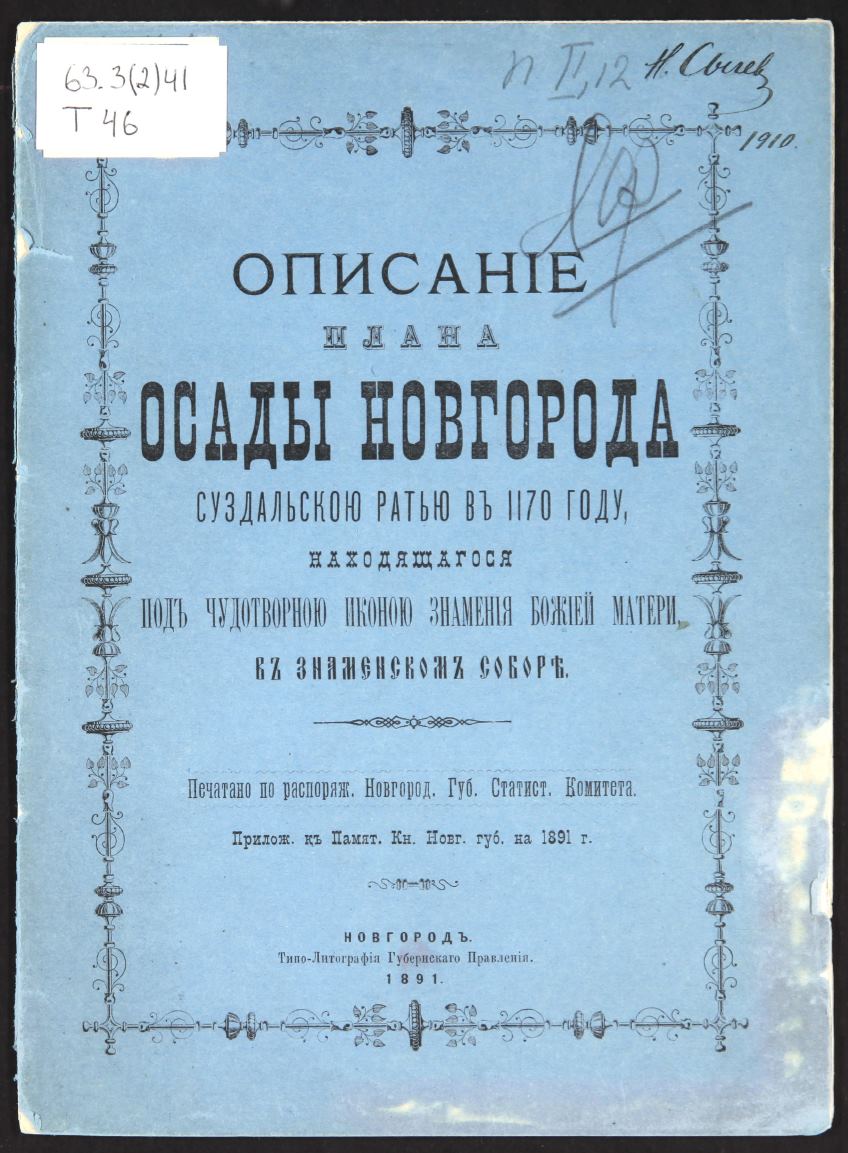 63.3(2)41
Т 46
п II, 12
Н. Сычев
1910.
ОПИСАНІЕ
ПЛАНА
ОСАДЫ НОВГОРОДА
СУЗДАЛЬСКОЮ РАТЬЮ ВЪ 1170 ГОДУ,
НАХОДЯЩАГОСЯ
ПОДЪ ЧУДОТВОРНОЮ ИКОНОЮ ЗНАМЕНІЯ БОЖІЕЙ МАТЕРИ,
ВЪ ЗНАМЕНСКОМЪ СОБОРѢ.
Печатано по распоряж. Новгород. Губ. Статист. Комитета.
Прилож. къ Памят. Кн. Новг. губ. на 1891 г.
НОВГОРОДЪ.
Типо-Литографія Губернскаго Правленія.
1891.